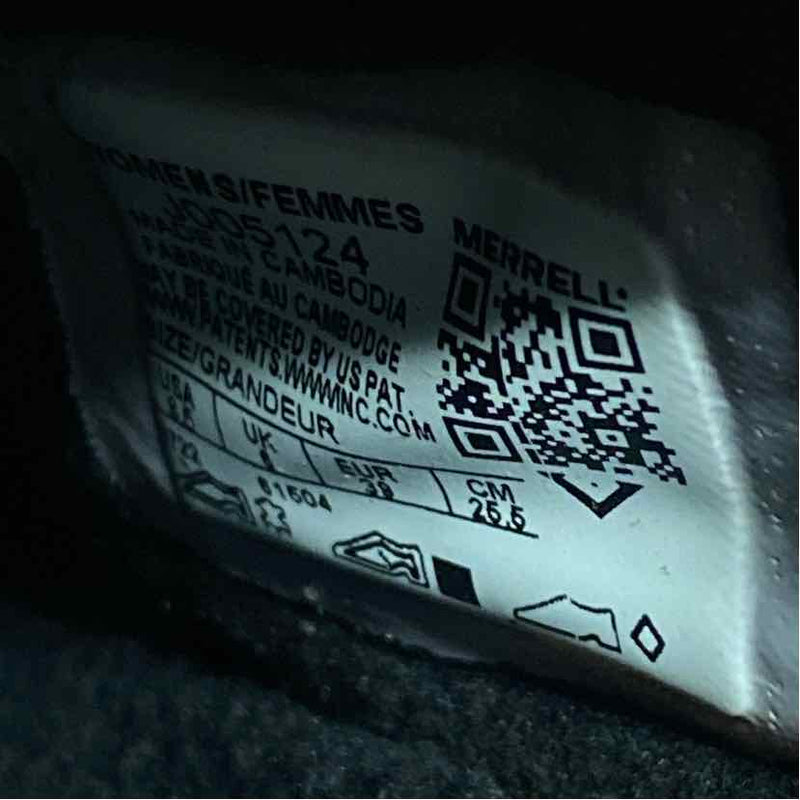 WOMENS/FEMMES
J005124
MADE IN CAMBODIA
FABRIQUÉ AU CAMBODGE
MAY BE COVERED BY US PAT.
WWW.PATENTS.WWWINC.COM
SIZE/GRANDEUR
USA UK EUR CM
39 25.5
61504
MERRELL